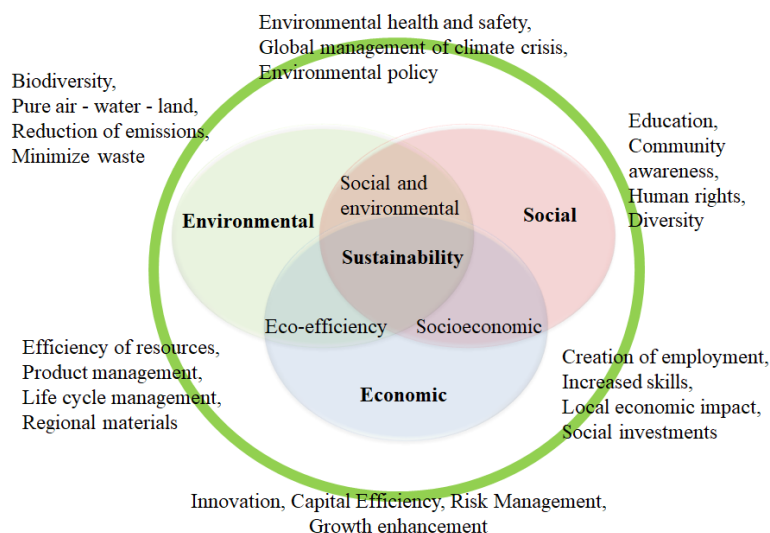 Environmental health and safety,
Global management of climate crisis,
Environmental policy
Biodiversity,
Pure air - water - land,
Reduction of emissions,
Minimize waste
Education,
Community
awareness,
Human rights,
Diversity
Social and
environmental
Environmental
Social
Sustainability
Eco-efficiency
Socioeconomic
Economic
Efficiency of resources,
Product management,
Life cycle management,
Regional materials
Creation of employment,
Increased skills,
Local economic impact,
Social investments
Innovation, Capital Efficiency, Risk Management,
Growth enhancement